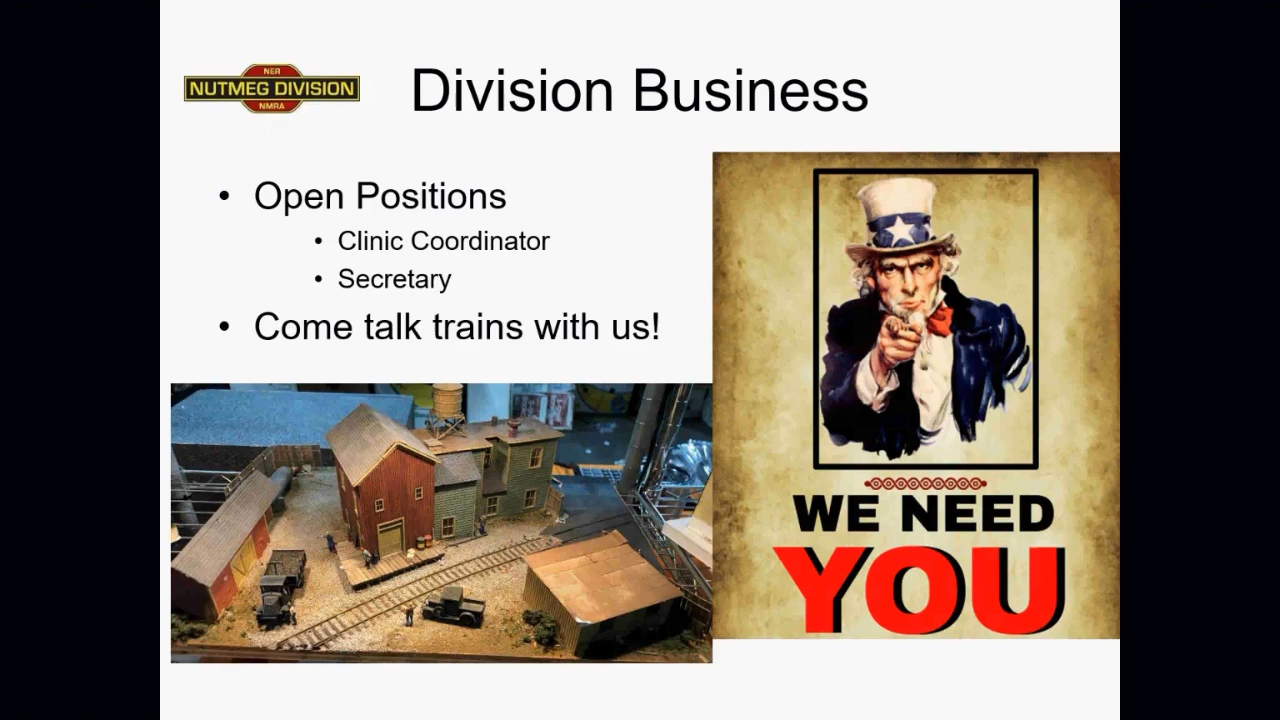 NER
NUTMEG DIVISION
NMRA
Division Business
• Open Positions
• Clinic Coordinator
• Secretary
• Come talk trains with us!
WE NEED
YOU